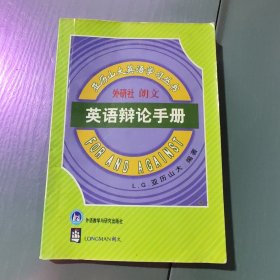 亚历山大英语学习丛书
外研社 朗文
英语辩论手册
FOR AND AGAINST
L.G.亚历山大 编著
外语教学与研究出版社
LONGMAN朗文